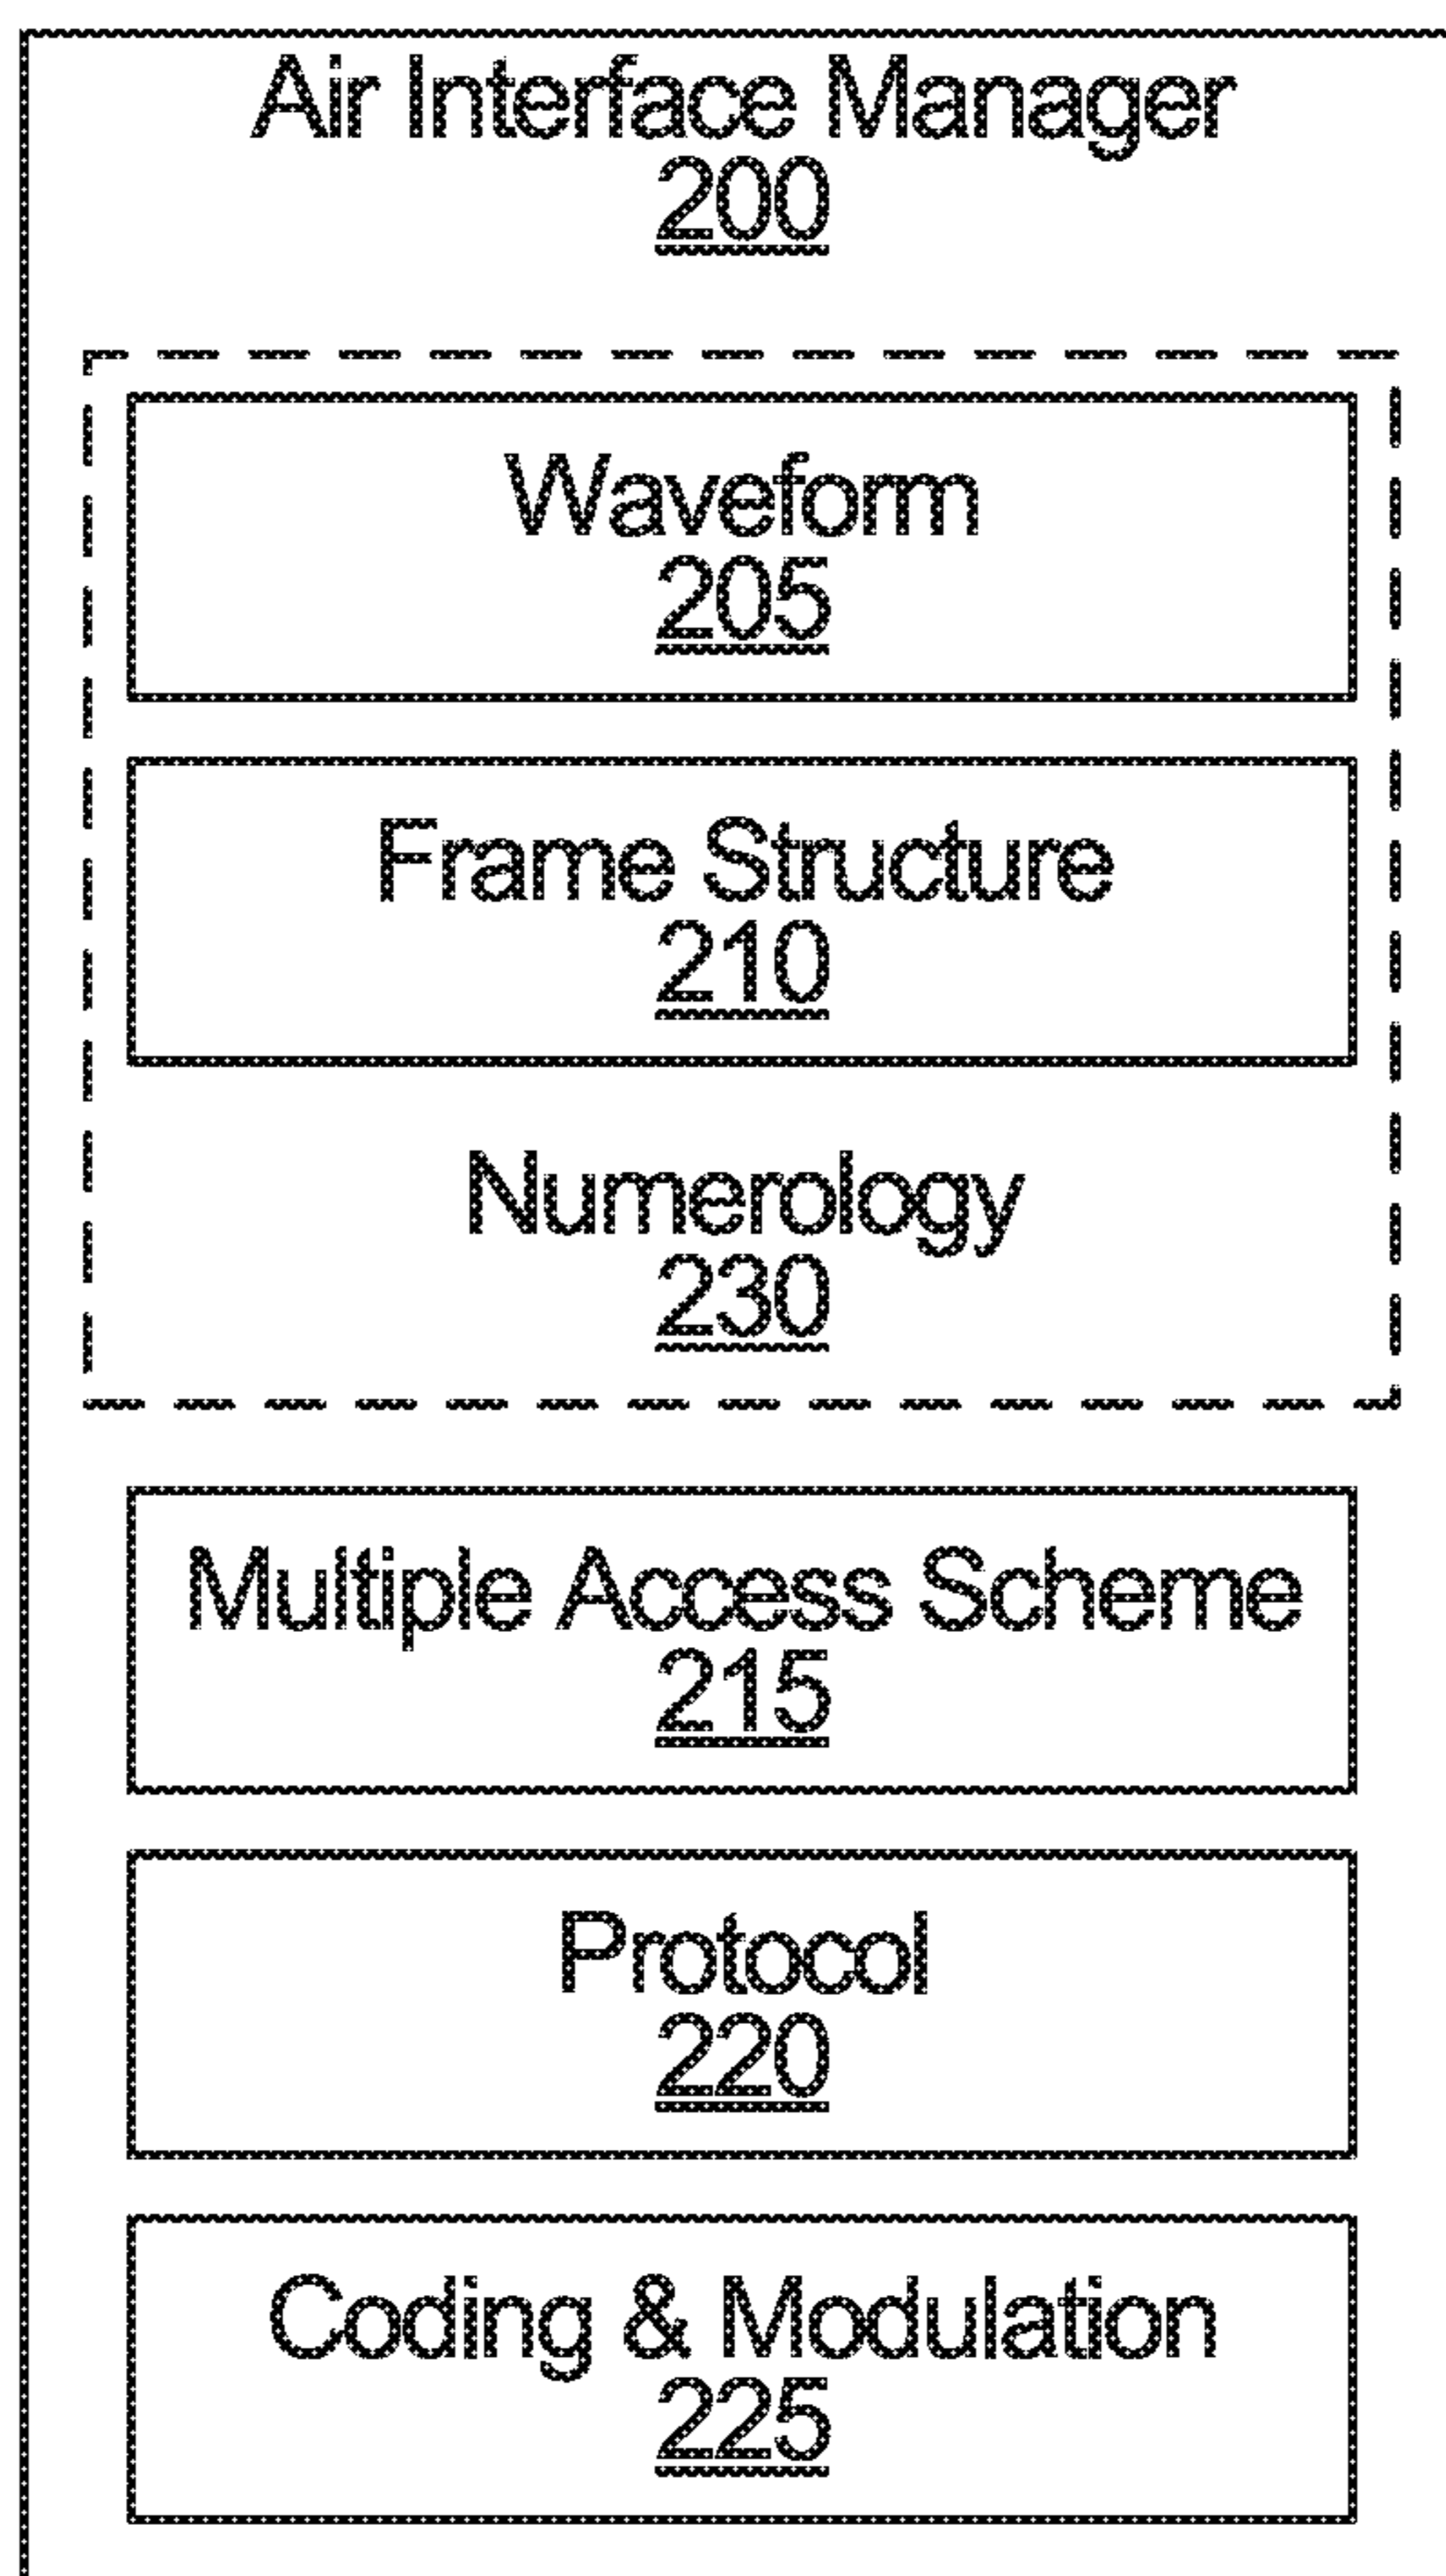 Air Interface Manager
200
Waveform
205
Frame Structure
210
Numerology
230
Multiple Access Scheme
215
Protocol
220
Coding & Modulation
225